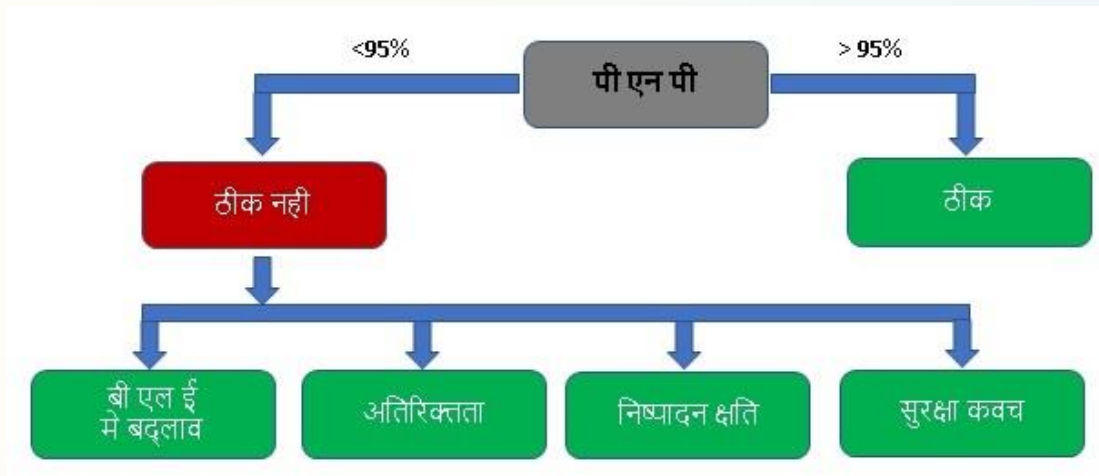 <95%
पी एन पी
> 95%
ठीक नही
ठीक
बी एल ई
मे बद्लाव
अतिरिक्तता
निष्पादन क्षति
सुरक्षा कवच